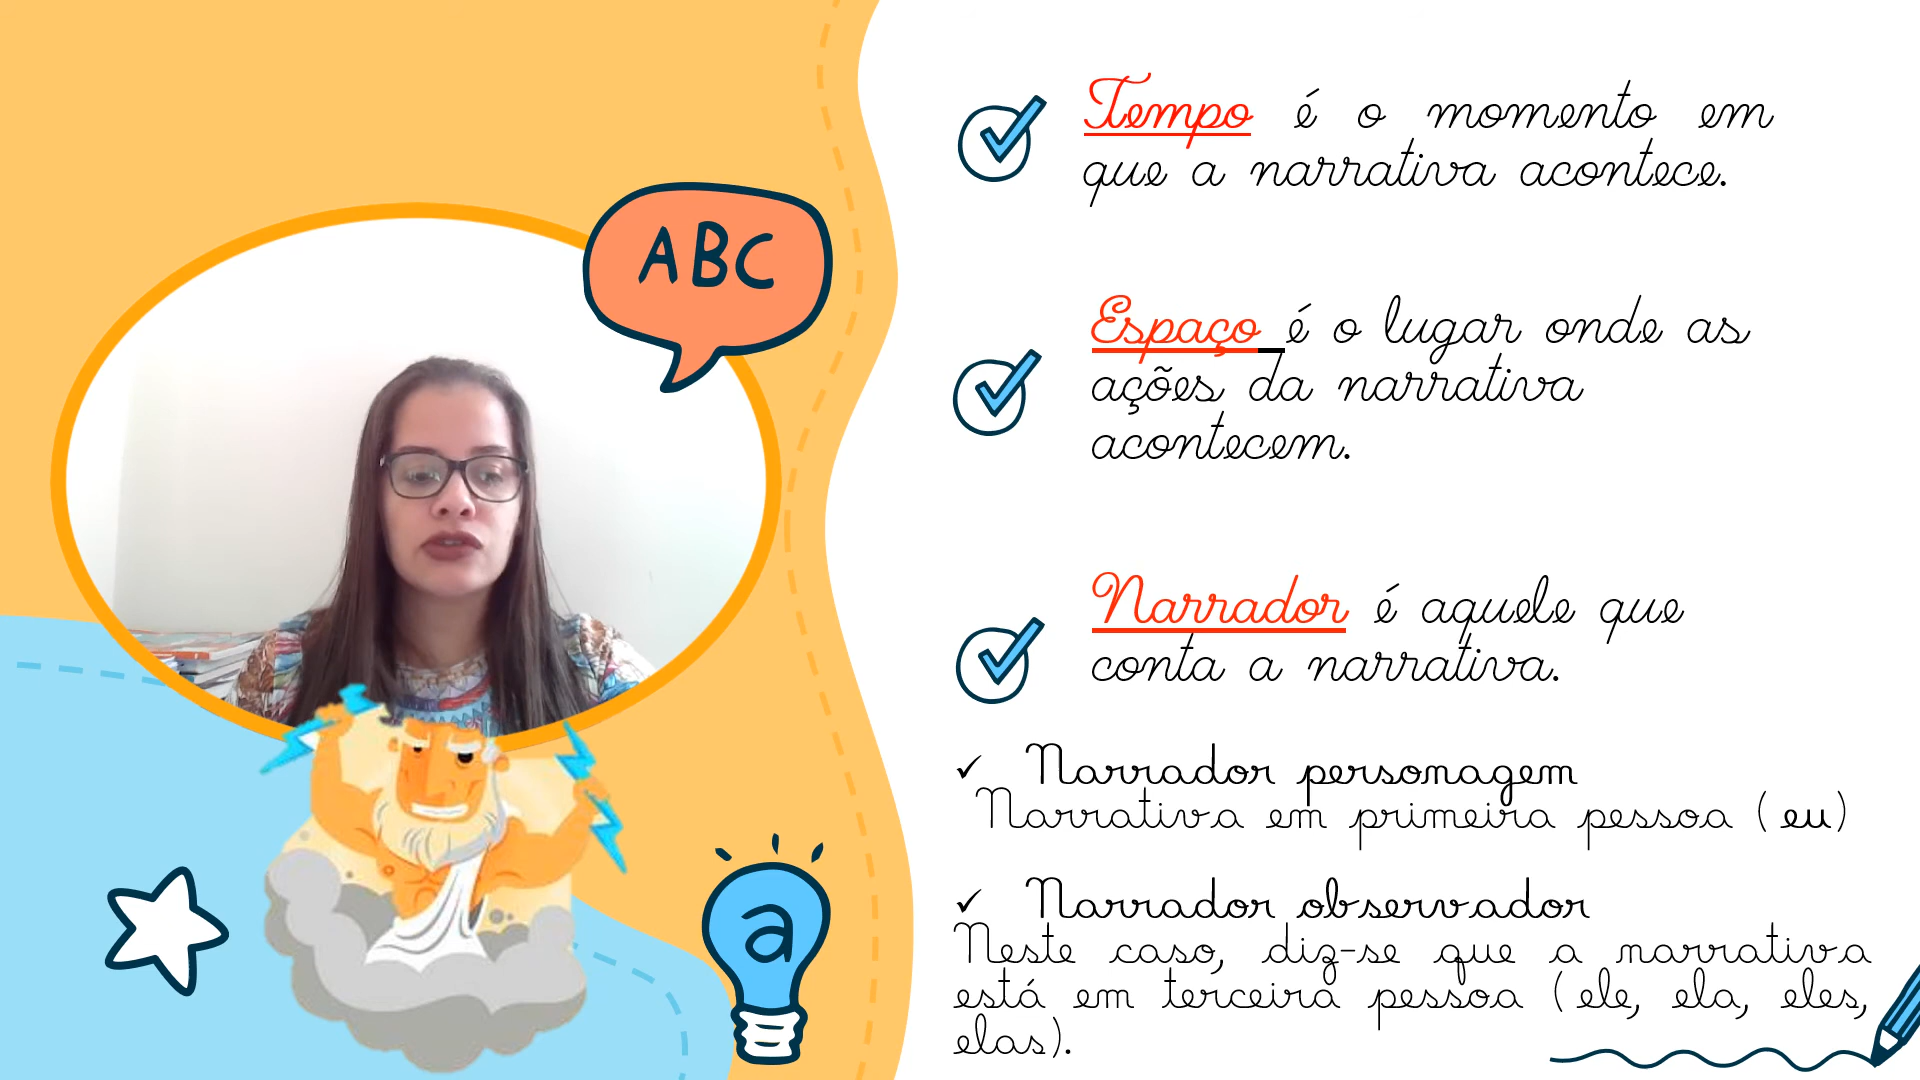 ABC
Tempo é o momento em
que a narrativa acontece.
Espaço é o lugar onde as
ações da narrativa
acontecem.
Narrador é aquele que
conta a narrativa.
✓ Narrador personagem
Narrativa em primeira pessoa (eu)
✓ Narrador observador
Neste caso, diz-se que a narrativa
está em terceira pessoa (ele, ela, eles,
elas).
a